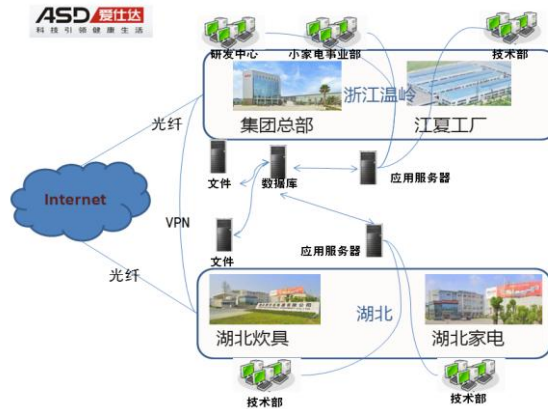 ASD 爱仕达
科技引领健康生活
研发中心
小家电事业部
技术部
浙江温岭
集团总部
江夏工厂
光纤
文件
数据库
应用服务器
Internet
VPN
文件
应用服务器
光纤
湖北
湖北炊具
湖北家电
技术部
技术部